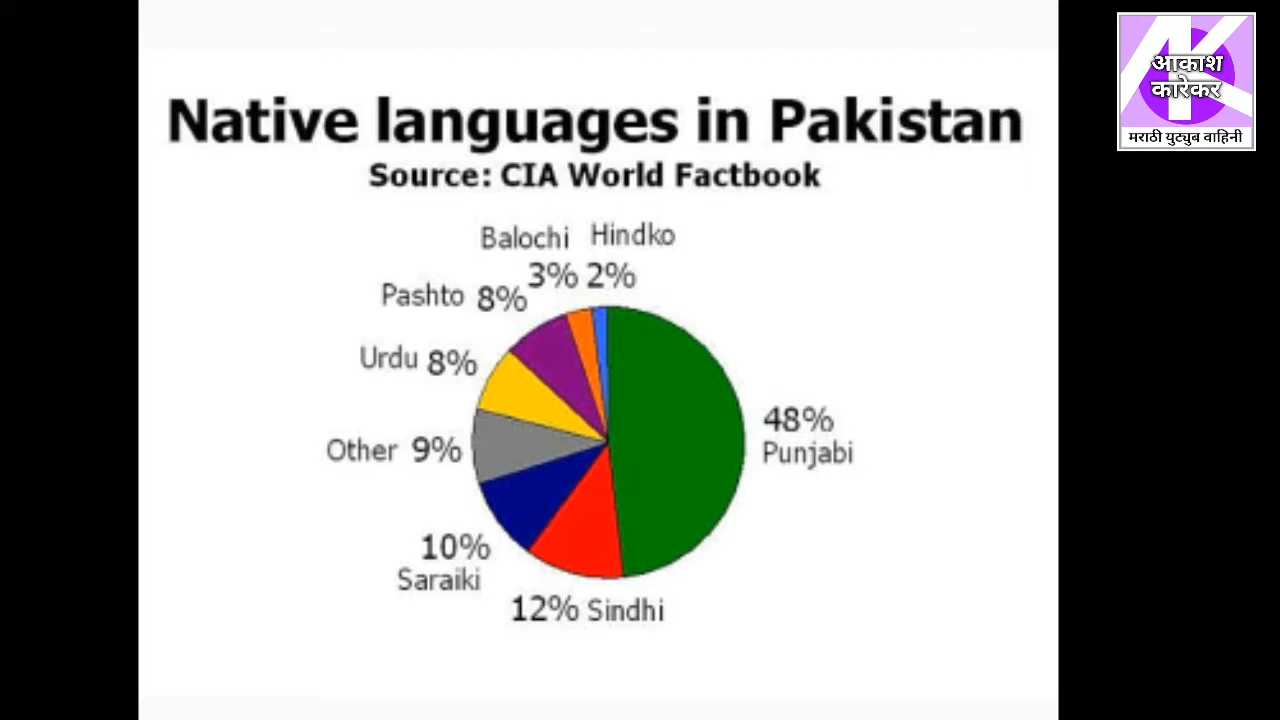 Native languages in Pakistan
Source: CIA World Factbook
Balochi Hindko
3% 2%
Pashto 8%
Urdu 8%
Other 9%
48%
Punjabi
10%
Saraiki
12% Sindhi
आकाश
कारेकर
मराठी युट्युब वाहिनी